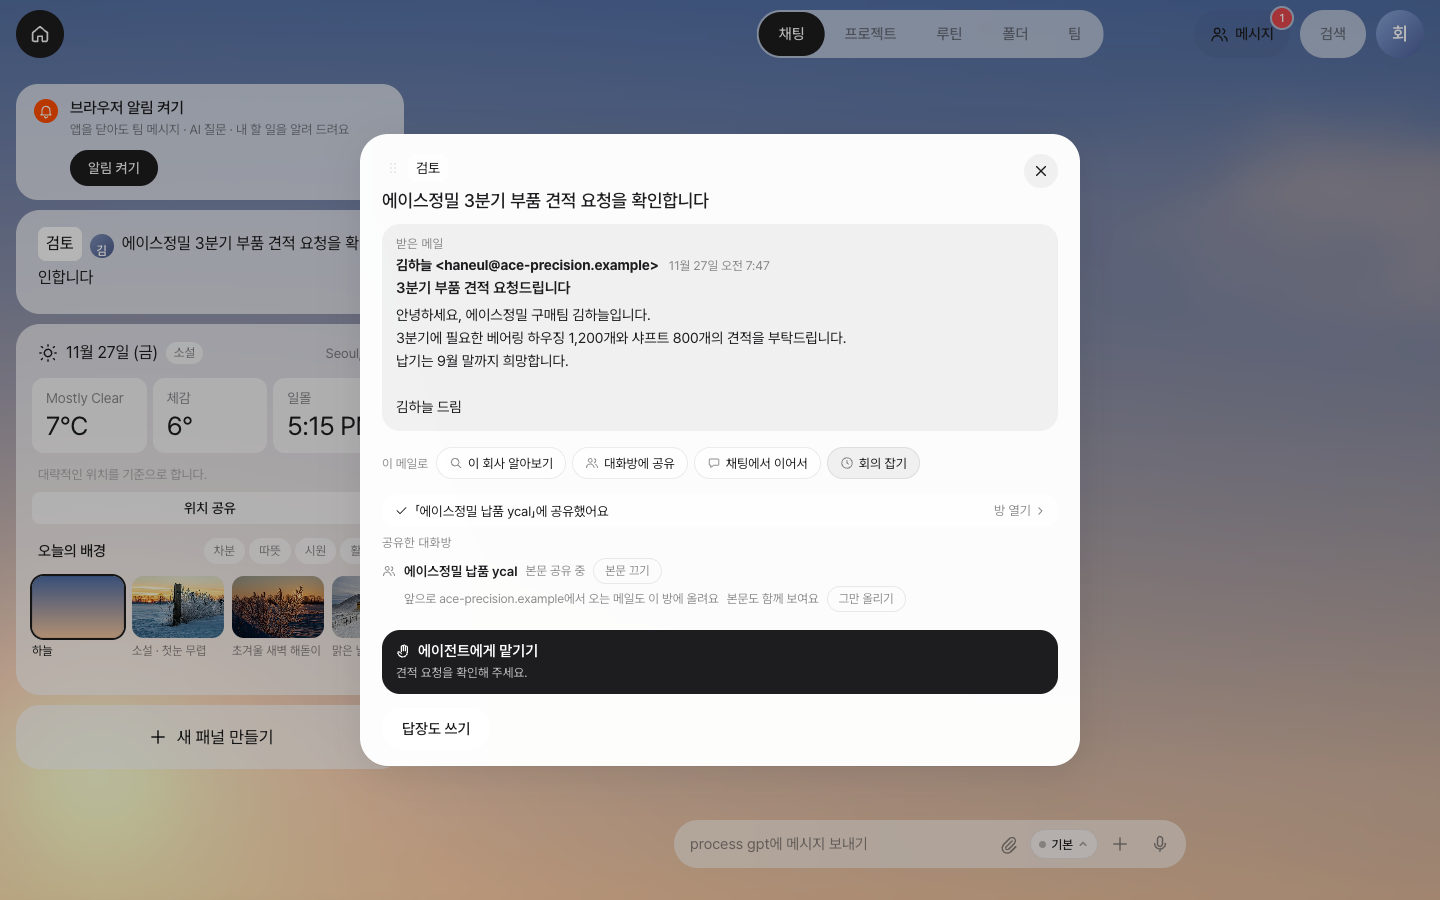 채팅
프로젝트
루틴
폴더
팀
메시지
1
검색
회
브라우저 알림 켜기
앱을 닫아도 팀 메시지 · AI 질문 · 내 할 일을 알려 드려요
알림 켜기
검토 김 에이스정밀 3분기 부품 견적 요청을 확
인합니다
11월 27일 (금) 소설 Seoul,
Mostly Clear
7°C
체감
6°
일몰
5:15 PM
대략적인 위치를 기준으로 합니다.
위치 공유
오늘의 배경
차분
따뜻
시원
활
하늘
소설 · 첫눈 무렵
초겨울 새벽 해돋이
맑은
새 패널 만들기
검토
에이스정밀 3분기 부품 견적 요청을 확인합니다
받은 메일
김하늘 <haneul@ace-precision.example> 11월 27일 오전 7:47
3분기 부품 견적 요청드립니다
안녕하세요, 에이스정밀 구매팀 김하늘입니다.
3분기에 필요한 베어링 하우징 1,200개와 샤프트 800개의 견적을 부탁드립니다.
납기는 9월 말까지 희망합니다.
김하늘 드림
이 메일로
이 회사 알아보기
대화방에 공유
채팅에서 이어서
회의 잡기
「에이스정밀 납품 ycal」에 공유했어요
방 열기
공유한 대화방
에이스정밀 납품 ycal 본문 공유 중 본문 끄기
앞으로 ace-precision.example에서 오는 메일도 이 방에 올려요 본문도 함께 보여요 그만 올리기
에이전트에게 맡기기
견적 요청을 확인해 주세요.
답장도 쓰기
process gpt에 메시지 보내기
기본